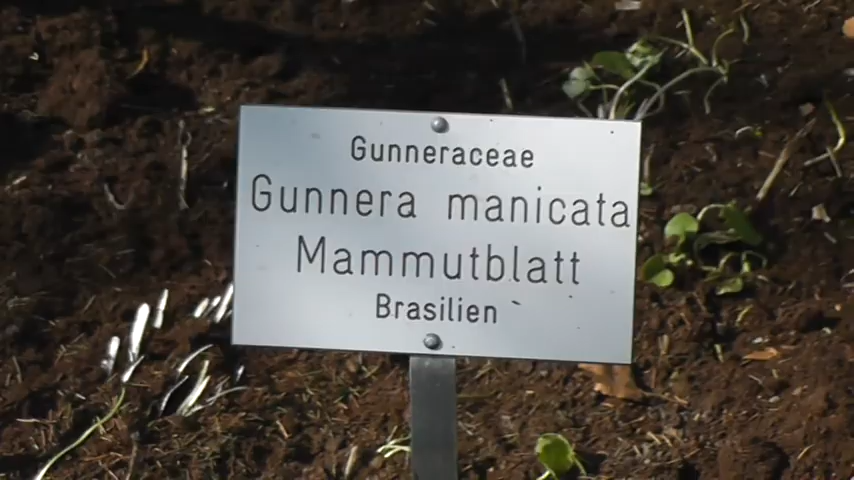 Gunneraceae
Gunnera manicata
Mammutblatt
Brasilien